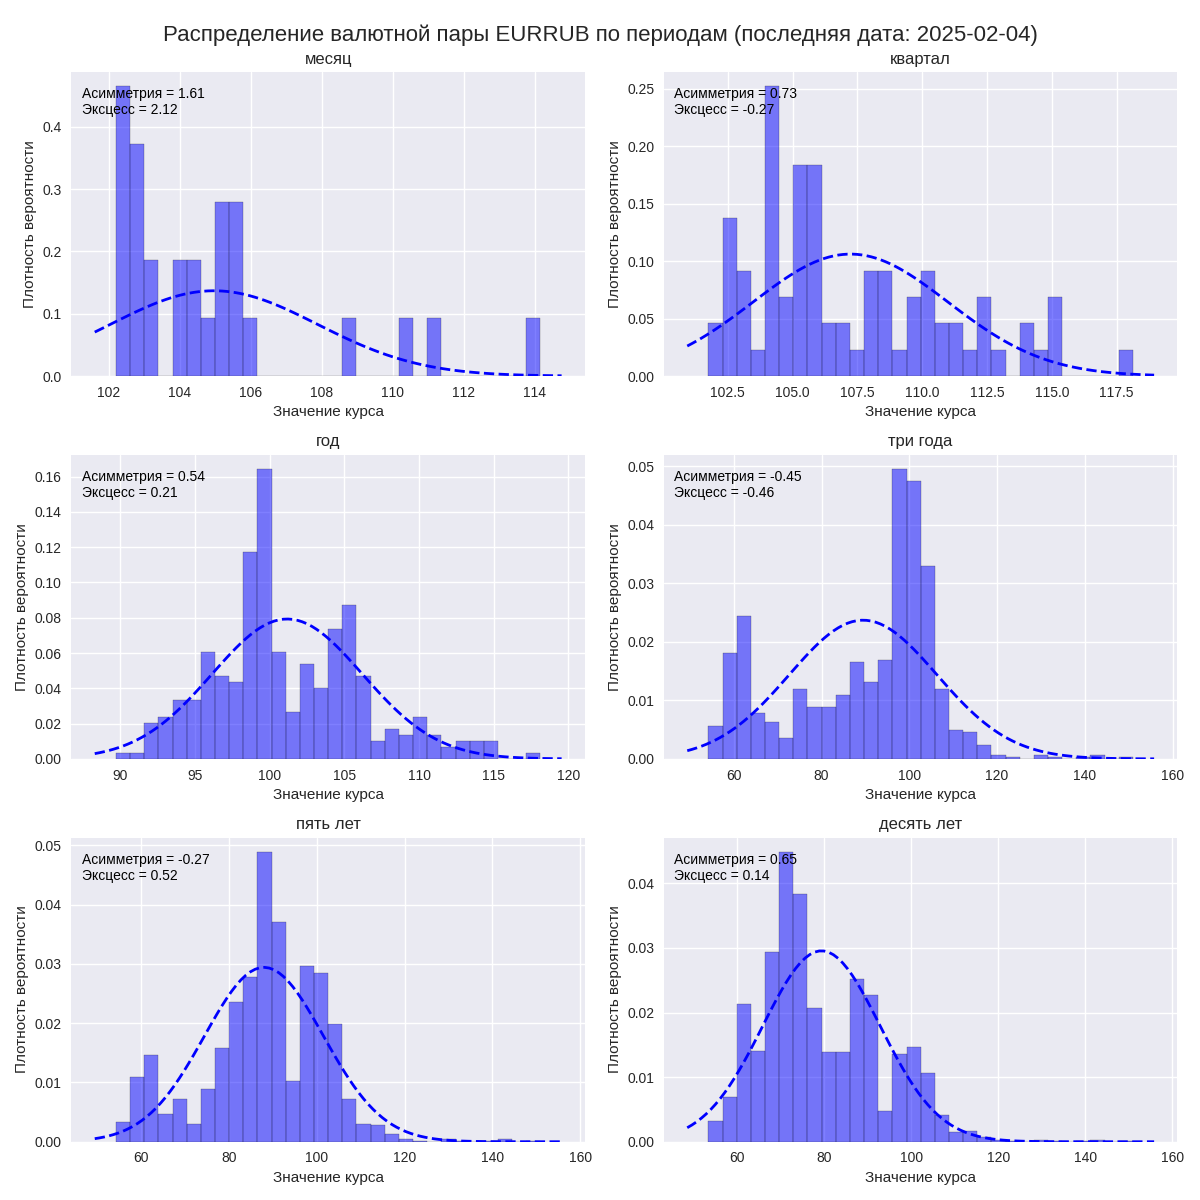 Распределение валютной пары EURRUB по периодам (последняя дата: 2025-02-04)
месяц
Асимметрия = 1.61
Эксцесс = 2.12
Плотность вероятности
0.4
0.3
0.2
0.1
0.0
102 104 106 108 110 112 114
Значение курса
квартал
Асимметрия = 0.73
Эксцесс = -0.27
Плотность вероятности
0.25
0.20
0.15
0.10
0.05
0.00
102.5 105.0 107.5 110.0 112.5 115.0 117.5
Значение курса
год
Асимметрия = 0.54
Эксцесс = 0.21
Плотность вероятности
0.16
0.14
0.12
0.10
0.08
0.06
0.04
0.02
0.00
90 95 100 105 110 115 120
Значение курса
три года
Асимметрия = -0.45
Эксцесс = -0.46
Плотность вероятности
0.05
0.04
0.03
0.02
0.01
0.00
60 80 100 120 140 160
Значение курса
пять лет
Асимметрия = -0.27
Эксцесс = 0.52
Плотность вероятности
0.05
0.04
0.03
0.02
0.01
0.00
60 80 100 120 140 160
Значение курса
десять лет
Асимметрия = 0.65
Эксцесс = 0.14
Плотность вероятности
0.04
0.03
0.02
0.01
0.00
60 80 100 120 140 160
Значение курса